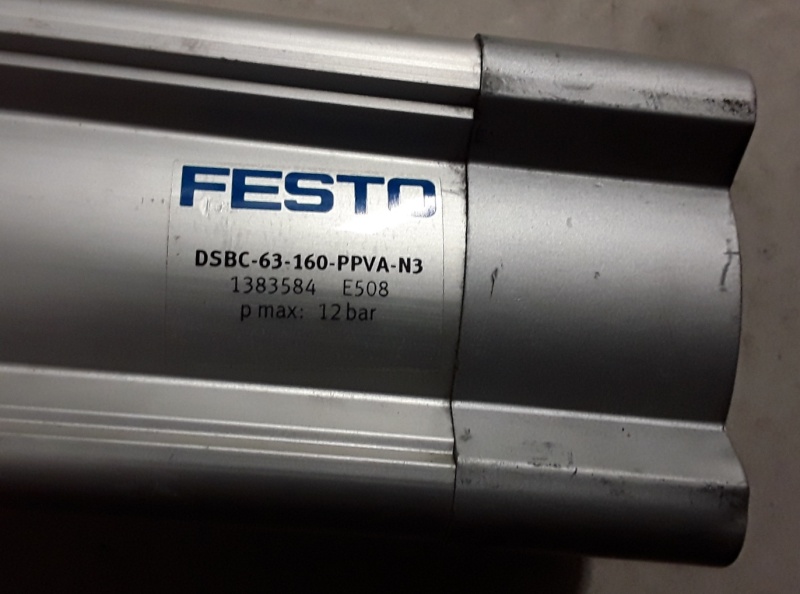 FESTO
DSBC-63-160-PPVA-N3
1383584 E508
p max: 12 bar